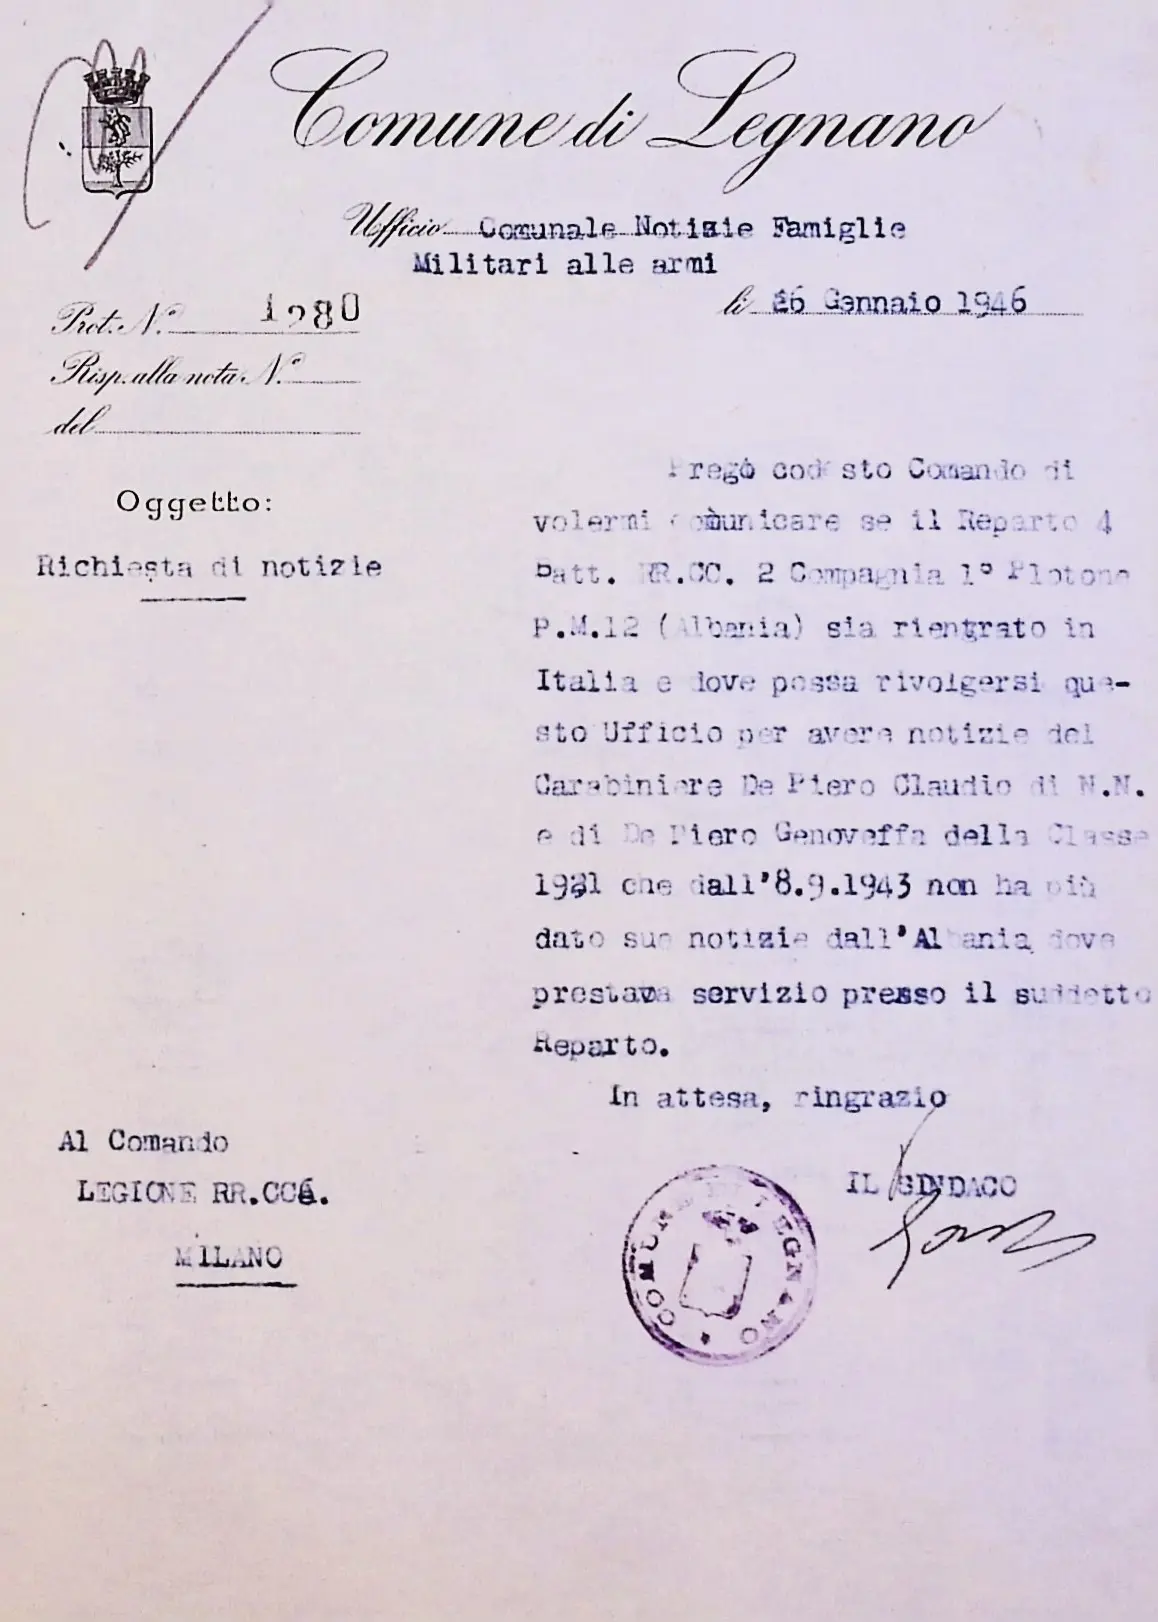 Comune di Legnano
Ufficio Comunale Notizie Famiglie
Militari alle armi
li 26 Gennaio 1946
Prot. N.° 1280
Risp. alla nota N.°
del
Oggetto:
Richiesta di notizie
Prego codesto Comando di
volermi comunicare se il Reparto 4
Batt. RR.CC. 2 Compagnia 1° Plotone
P.M.12 (Albania) sia rientrato in
Italia e dove possa rivolgersi que-
sto Ufficio per avere notizie del
Carabiniere De Piero Claudio di N.N.
e di De Piero Genoveffa della Classe
1921 che dall'8.9.1943 non ha più
dato sue notizie dall'Albania dove
prestava servizio presso il suddetto
Reparto.
In attesa, ringrazio
Al Comando
LEGIONE RR.CC.
MILANO
IL SINDACO
COMUNE DI LEGNANO